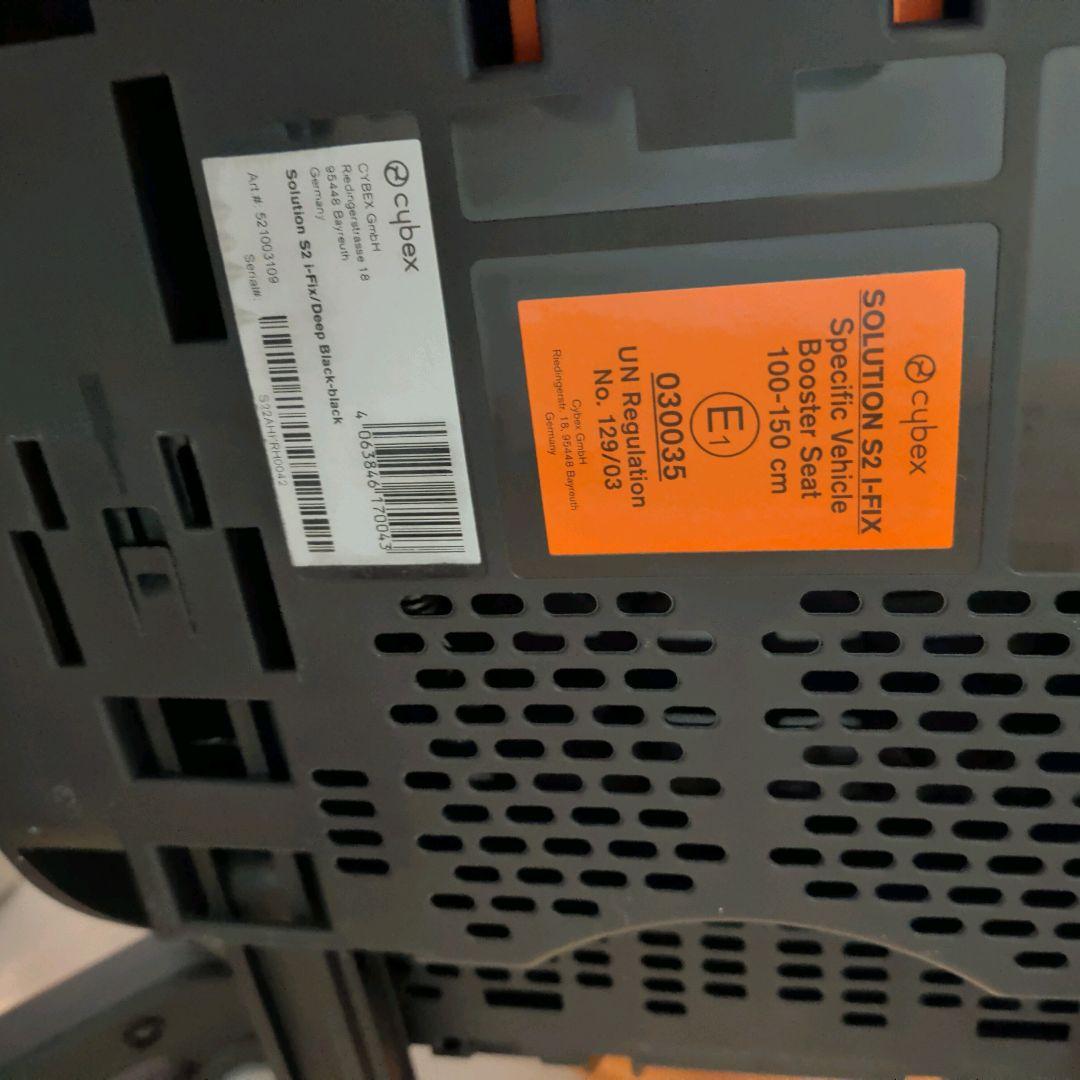 cybex
CYBEX GmbH
Riedingerstrasse 18
95448 Bayreuth
Germany
Solution S2 i-Fix/Deep Black-black
Art #: 521003109
Serial#:
4 063846 170043
cybex
SOLUTION S2 I-FIX
Specific Vehicle
Booster Seat
100-150 cm
E1
030035
UN Regulation
No. 129/03
Cybex GmbH
Riedingerstr. 18, 95448 Bayreuth
Germany